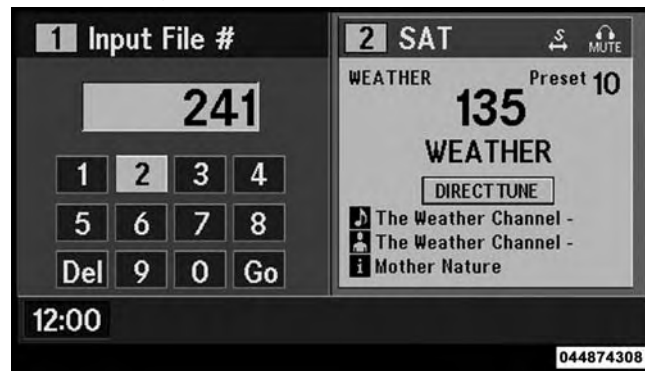 1 Input File #
241
1 2 3 4
5 6 7 8
Del 9 0 Go
2 SAT S MUTE
WEATHER Preset 10
135
WEATHER
DIRECT TUNE
The Weather Channel -
The Weather Channel -
i Mother Nature
12:00
044874308